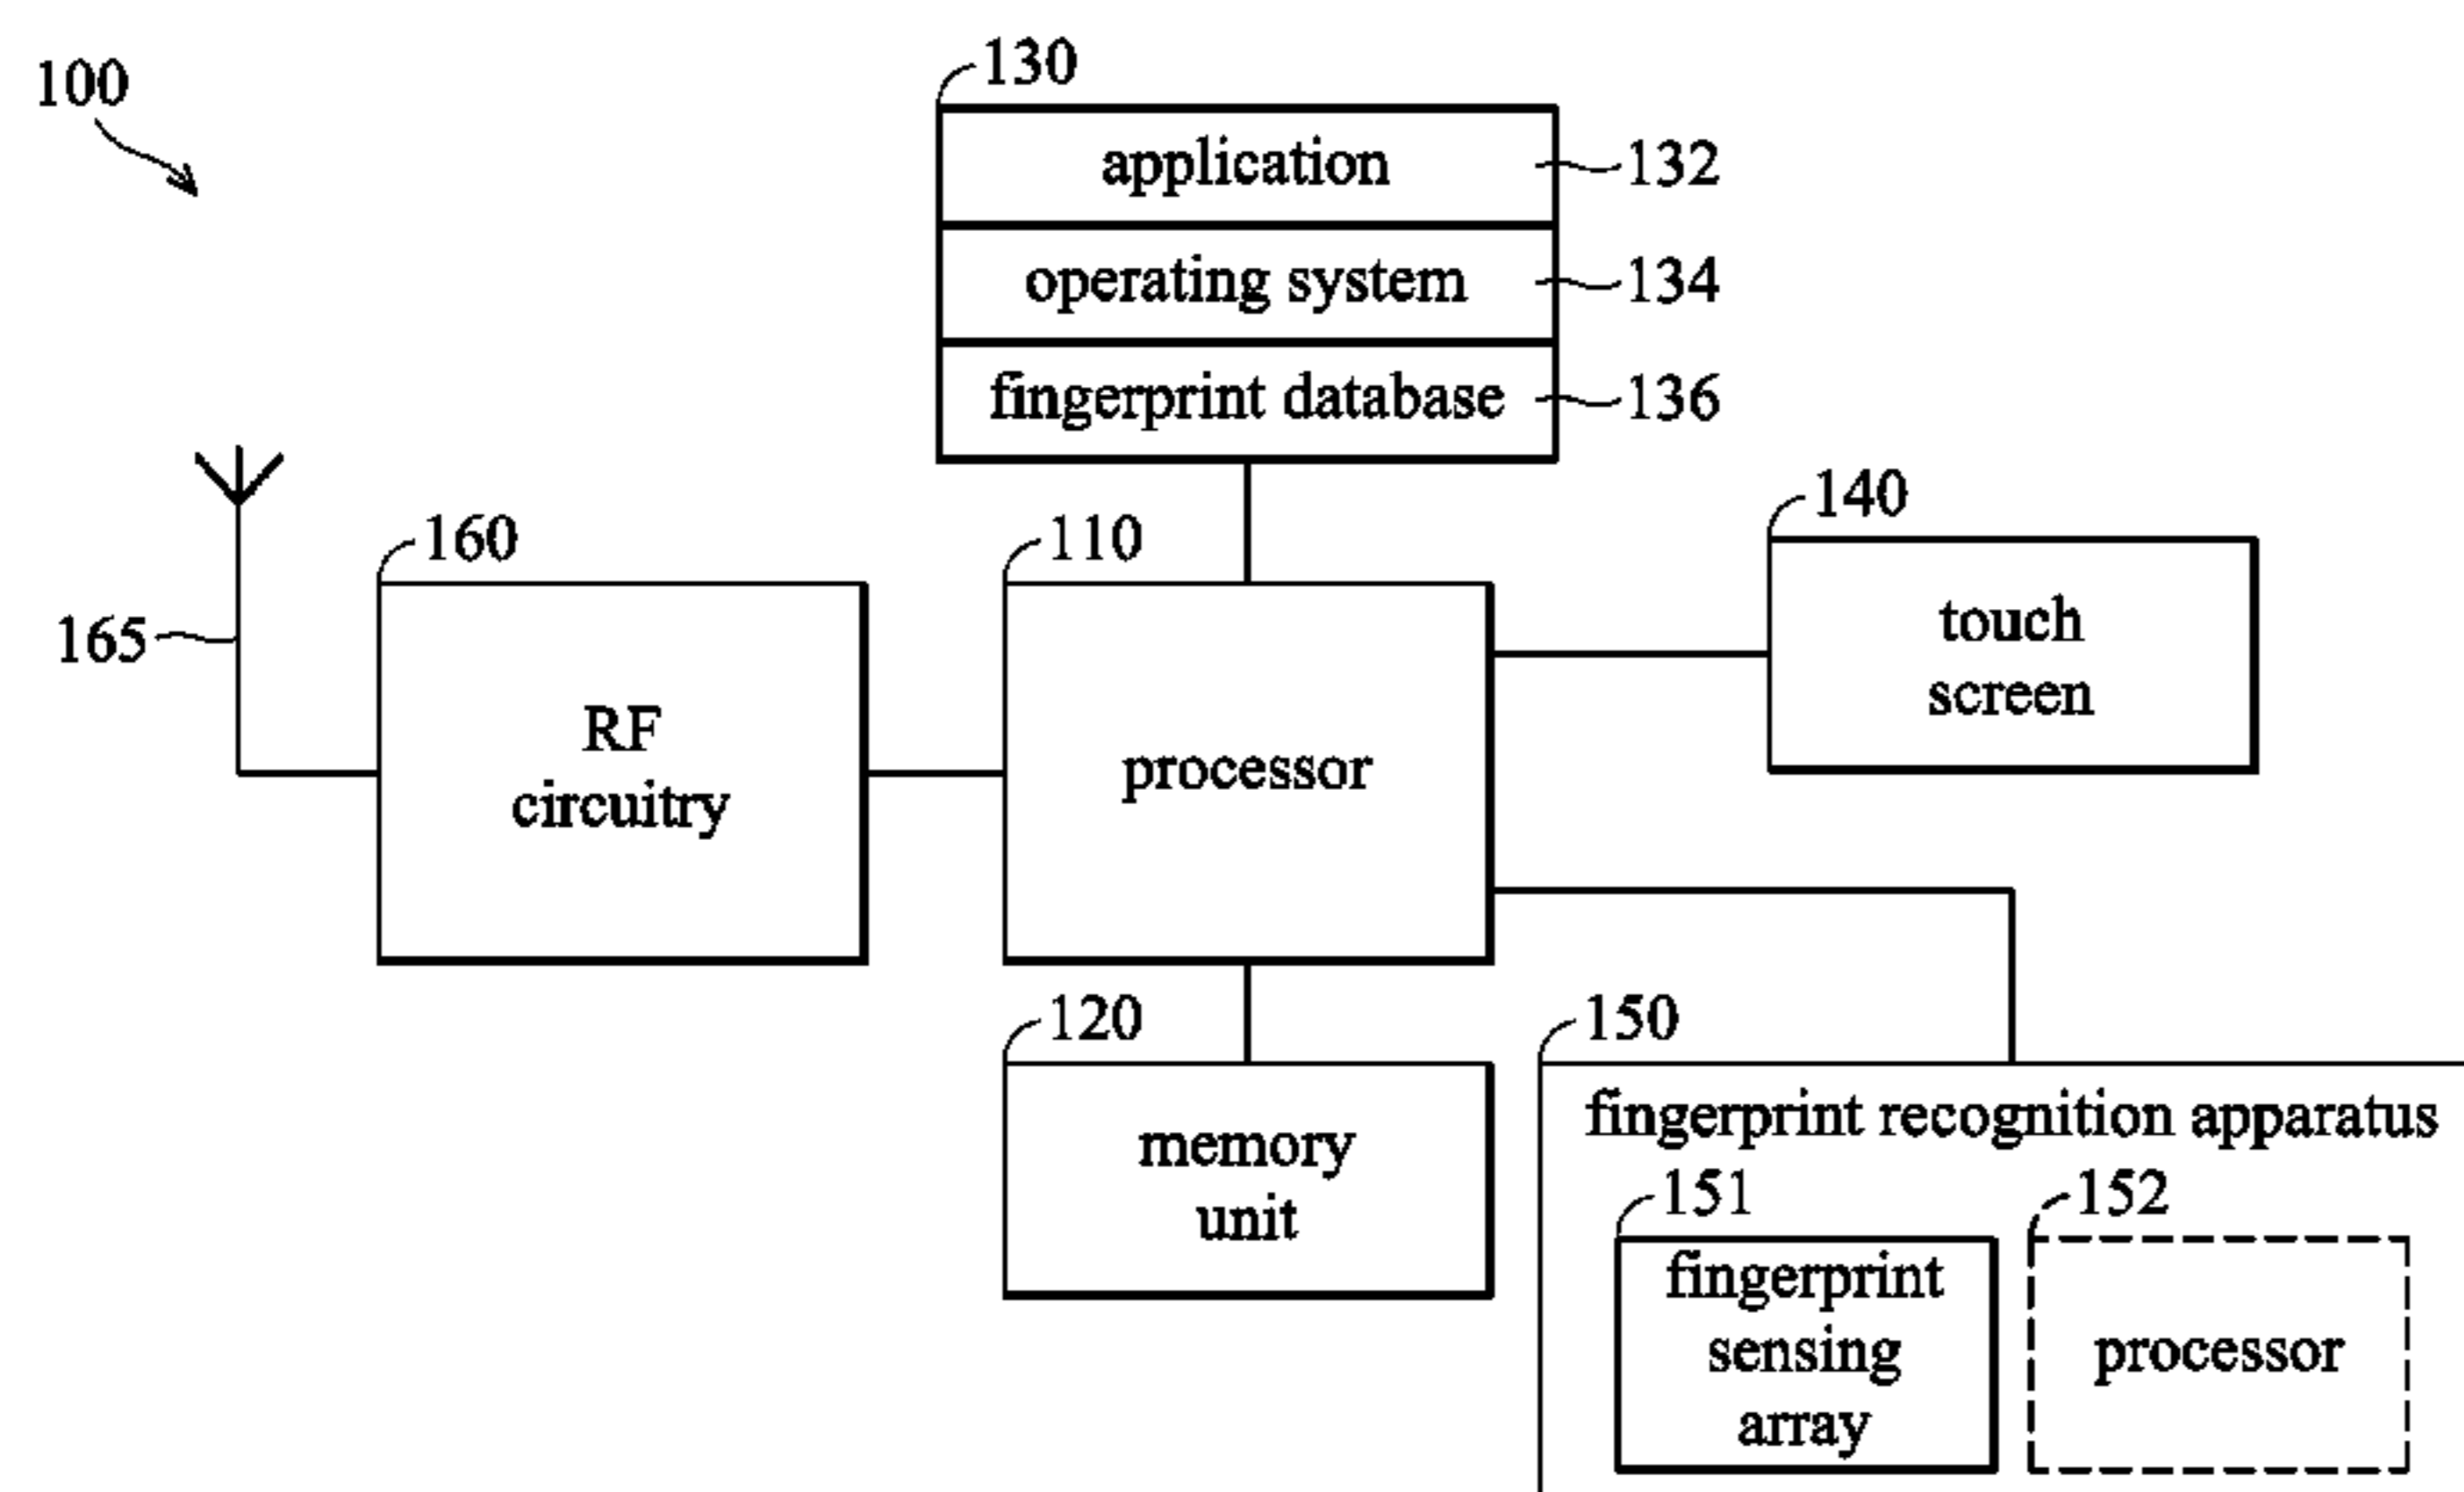 100
130
application
132
operating system
134
fingerprint database
136
140
160
110
touch
screen
165
RF
circuitry
processor
120
150
memory
unit
fingerprint recognition apparatus
151
152
fingerprint
sensing
array
processor